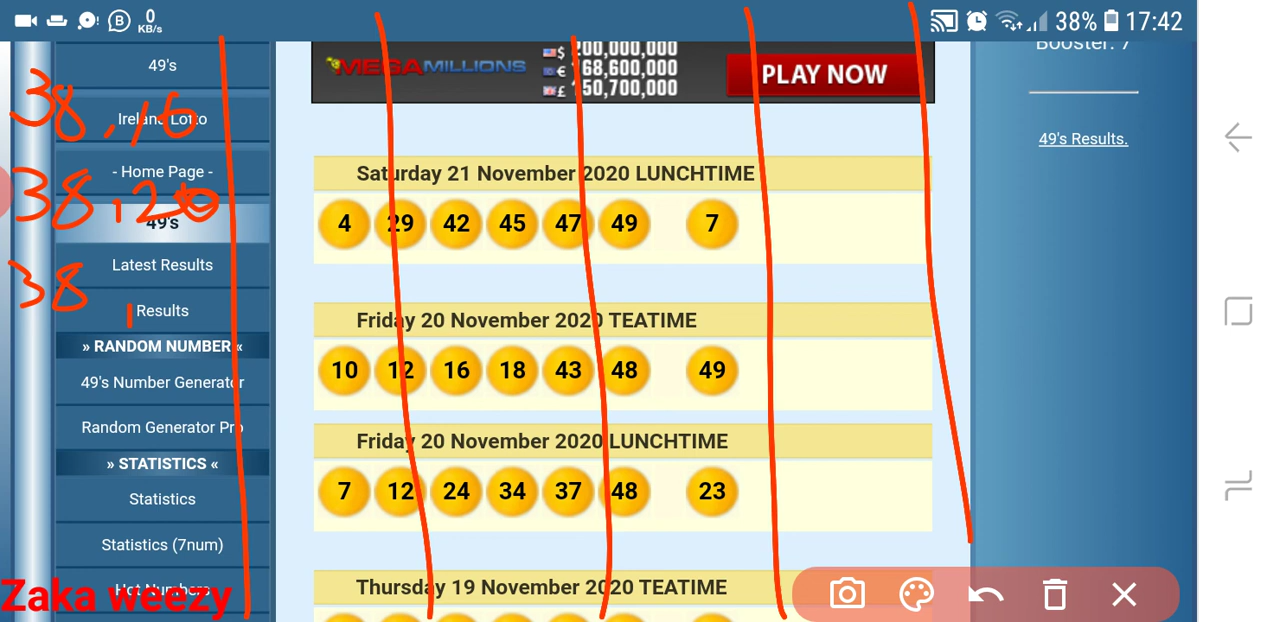 0 KB/s
38% 17:42
49's
Ireland Lotto
- Home Page -
49's
Latest Results
Results
» RANDOM NUMBER «
49's Number Generator
Random Generator Pro
» STATISTICS «
Statistics
Statistics (7num)
Hot Numbers
Zaka weezy
38, 16
38, 20
38
MEGAMILLIONS
$ 200,000,000
€ 168,600,000
£ 150,700,000
PLAY NOW
Saturday 21 November 2020 LUNCHTIME
4 29 42 45 47 49 7
Friday 20 November 2020 TEATIME
10 12 16 18 43 48 49
Friday 20 November 2020 LUNCHTIME
7 12 24 34 37 48 23
Thursday 19 November 2020 TEATIME
Booster: 7
49's Results.